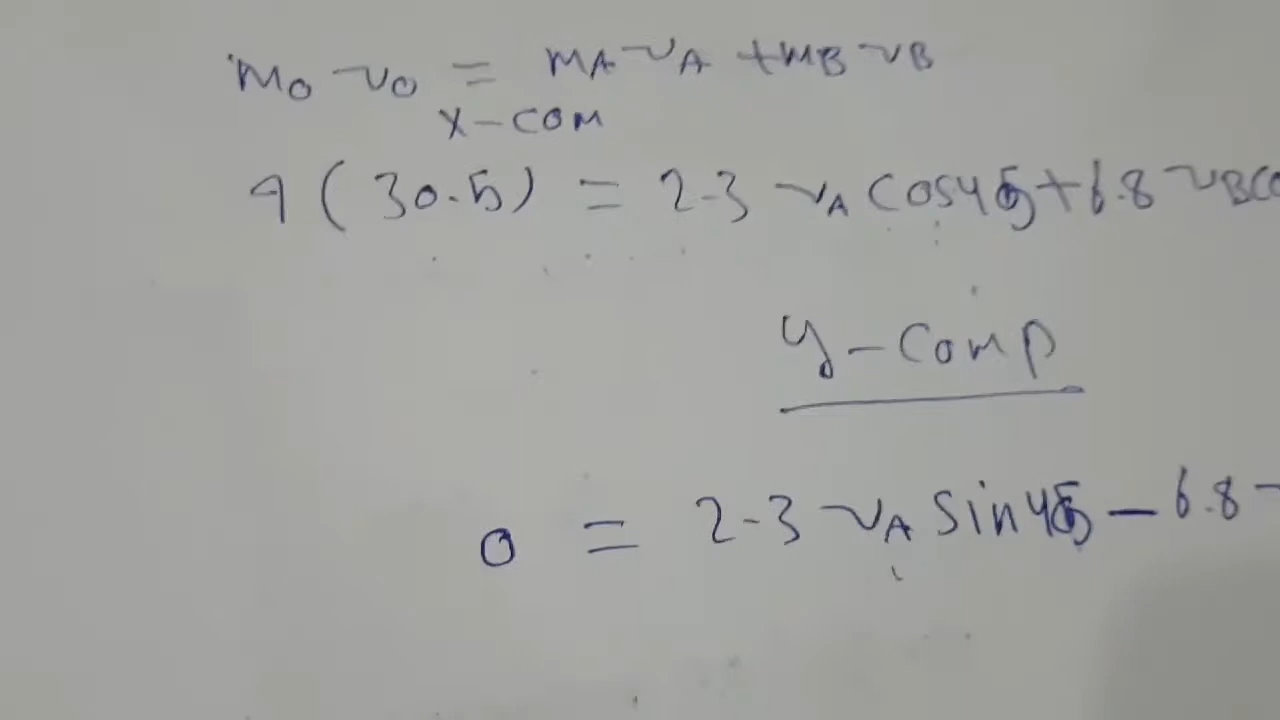 m₀ v₀ = mA vA + mB vB
x-com
9 (30.5) = 2.3 vA Cos45 + 6.8 vB
y-comp
0 = 2.3 vA Sin45 - 6.8